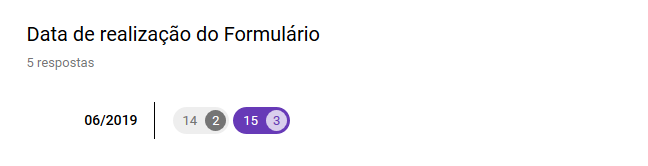 Data de realização do Formulário
5 respostas
06/2019 14 2 15 3